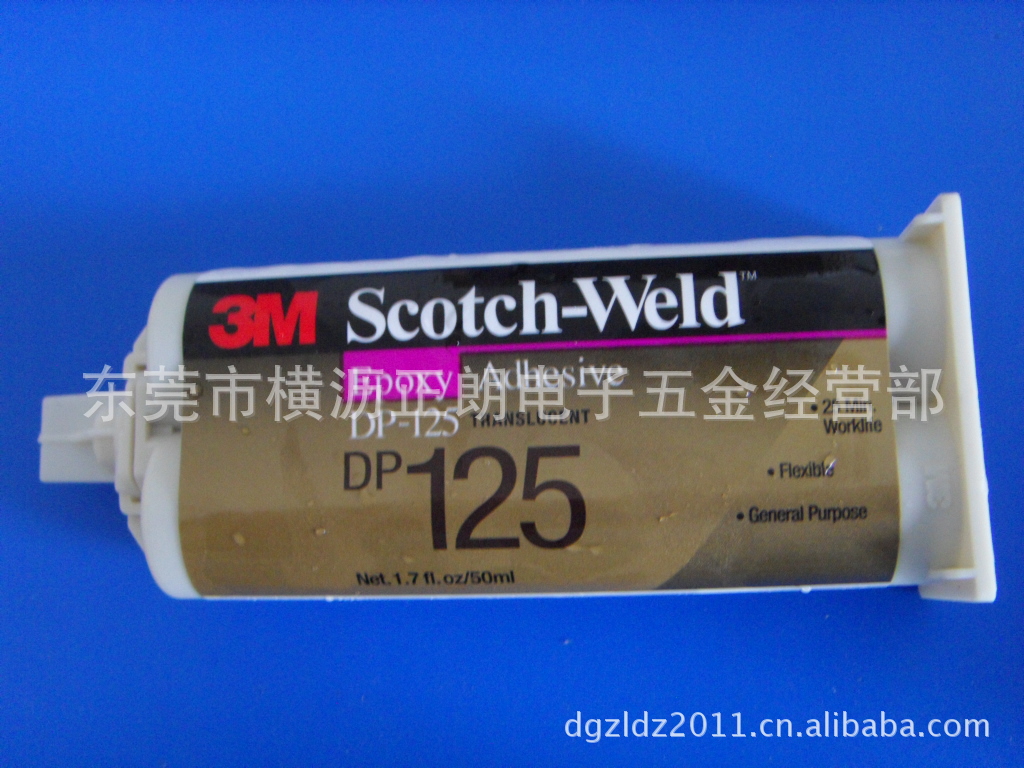 3M Scotch-Weld™
Epoxy Adhesive
东莞市横沥正朗电子五金经营部
DP-125 TRANSLUCENT
DP 125
• 25 Min.
Worklife
• Flexible
• General Purpose
Net. 1.7 fl. oz/50ml
dgzldz2011.cn.alibaba.com